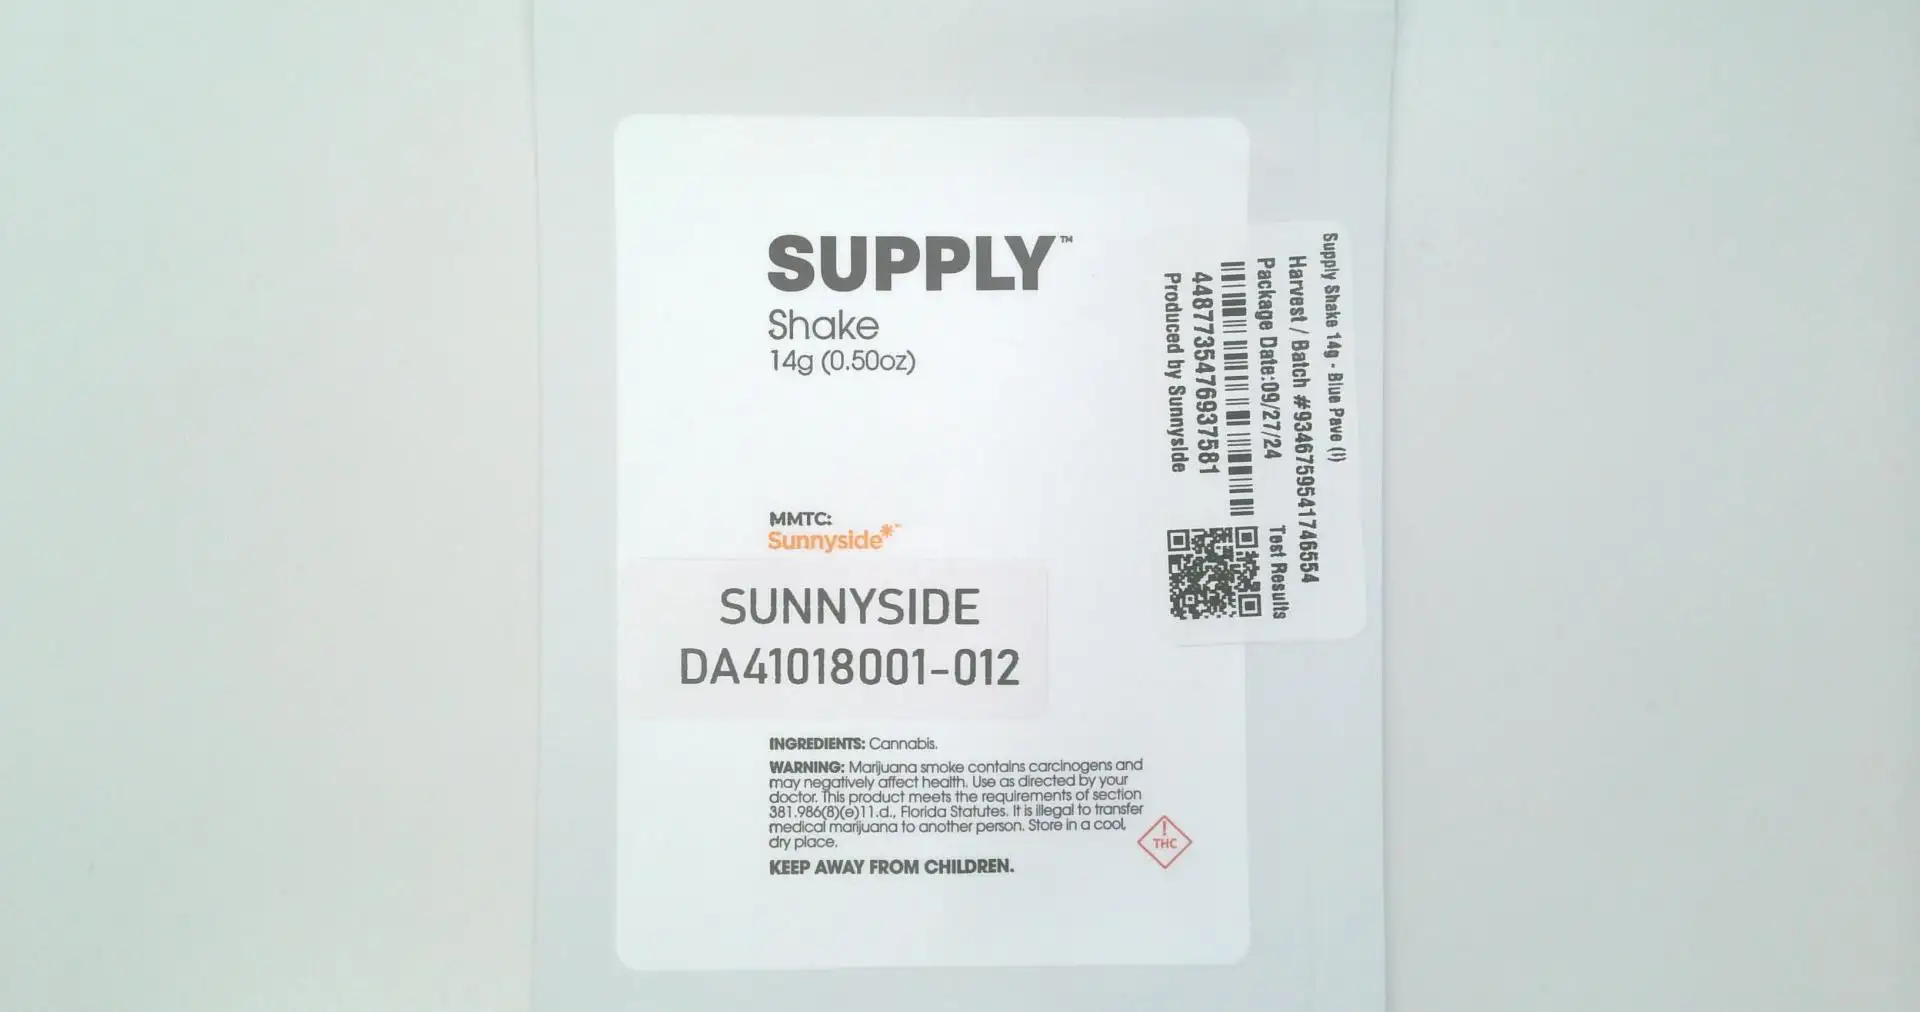 SUPPLY™
Shake
14g (0.50oz)
MMTC:
Sunnyside*™
SUNNYSIDE
DA41018001-012
INGREDIENTS: Cannabis.
WARNING: Marijuana smoke contains carcinogens and
may negatively affect health. Use as directed by your
doctor. This product meets the requirements of section
381.986(8)(e)11.d., Florida Statutes. It is illegal to transfer
medical marijuana to another person. Store in a cool,
dry place.
KEEP AWAY FROM CHILDREN.
!
THC
Supply Shake 14g - Blue Pave (I)
Harvest / Batch #9346759541746554
Package Date:09/27/24
Test Results
4487735476937581
Produced by Sunnyside